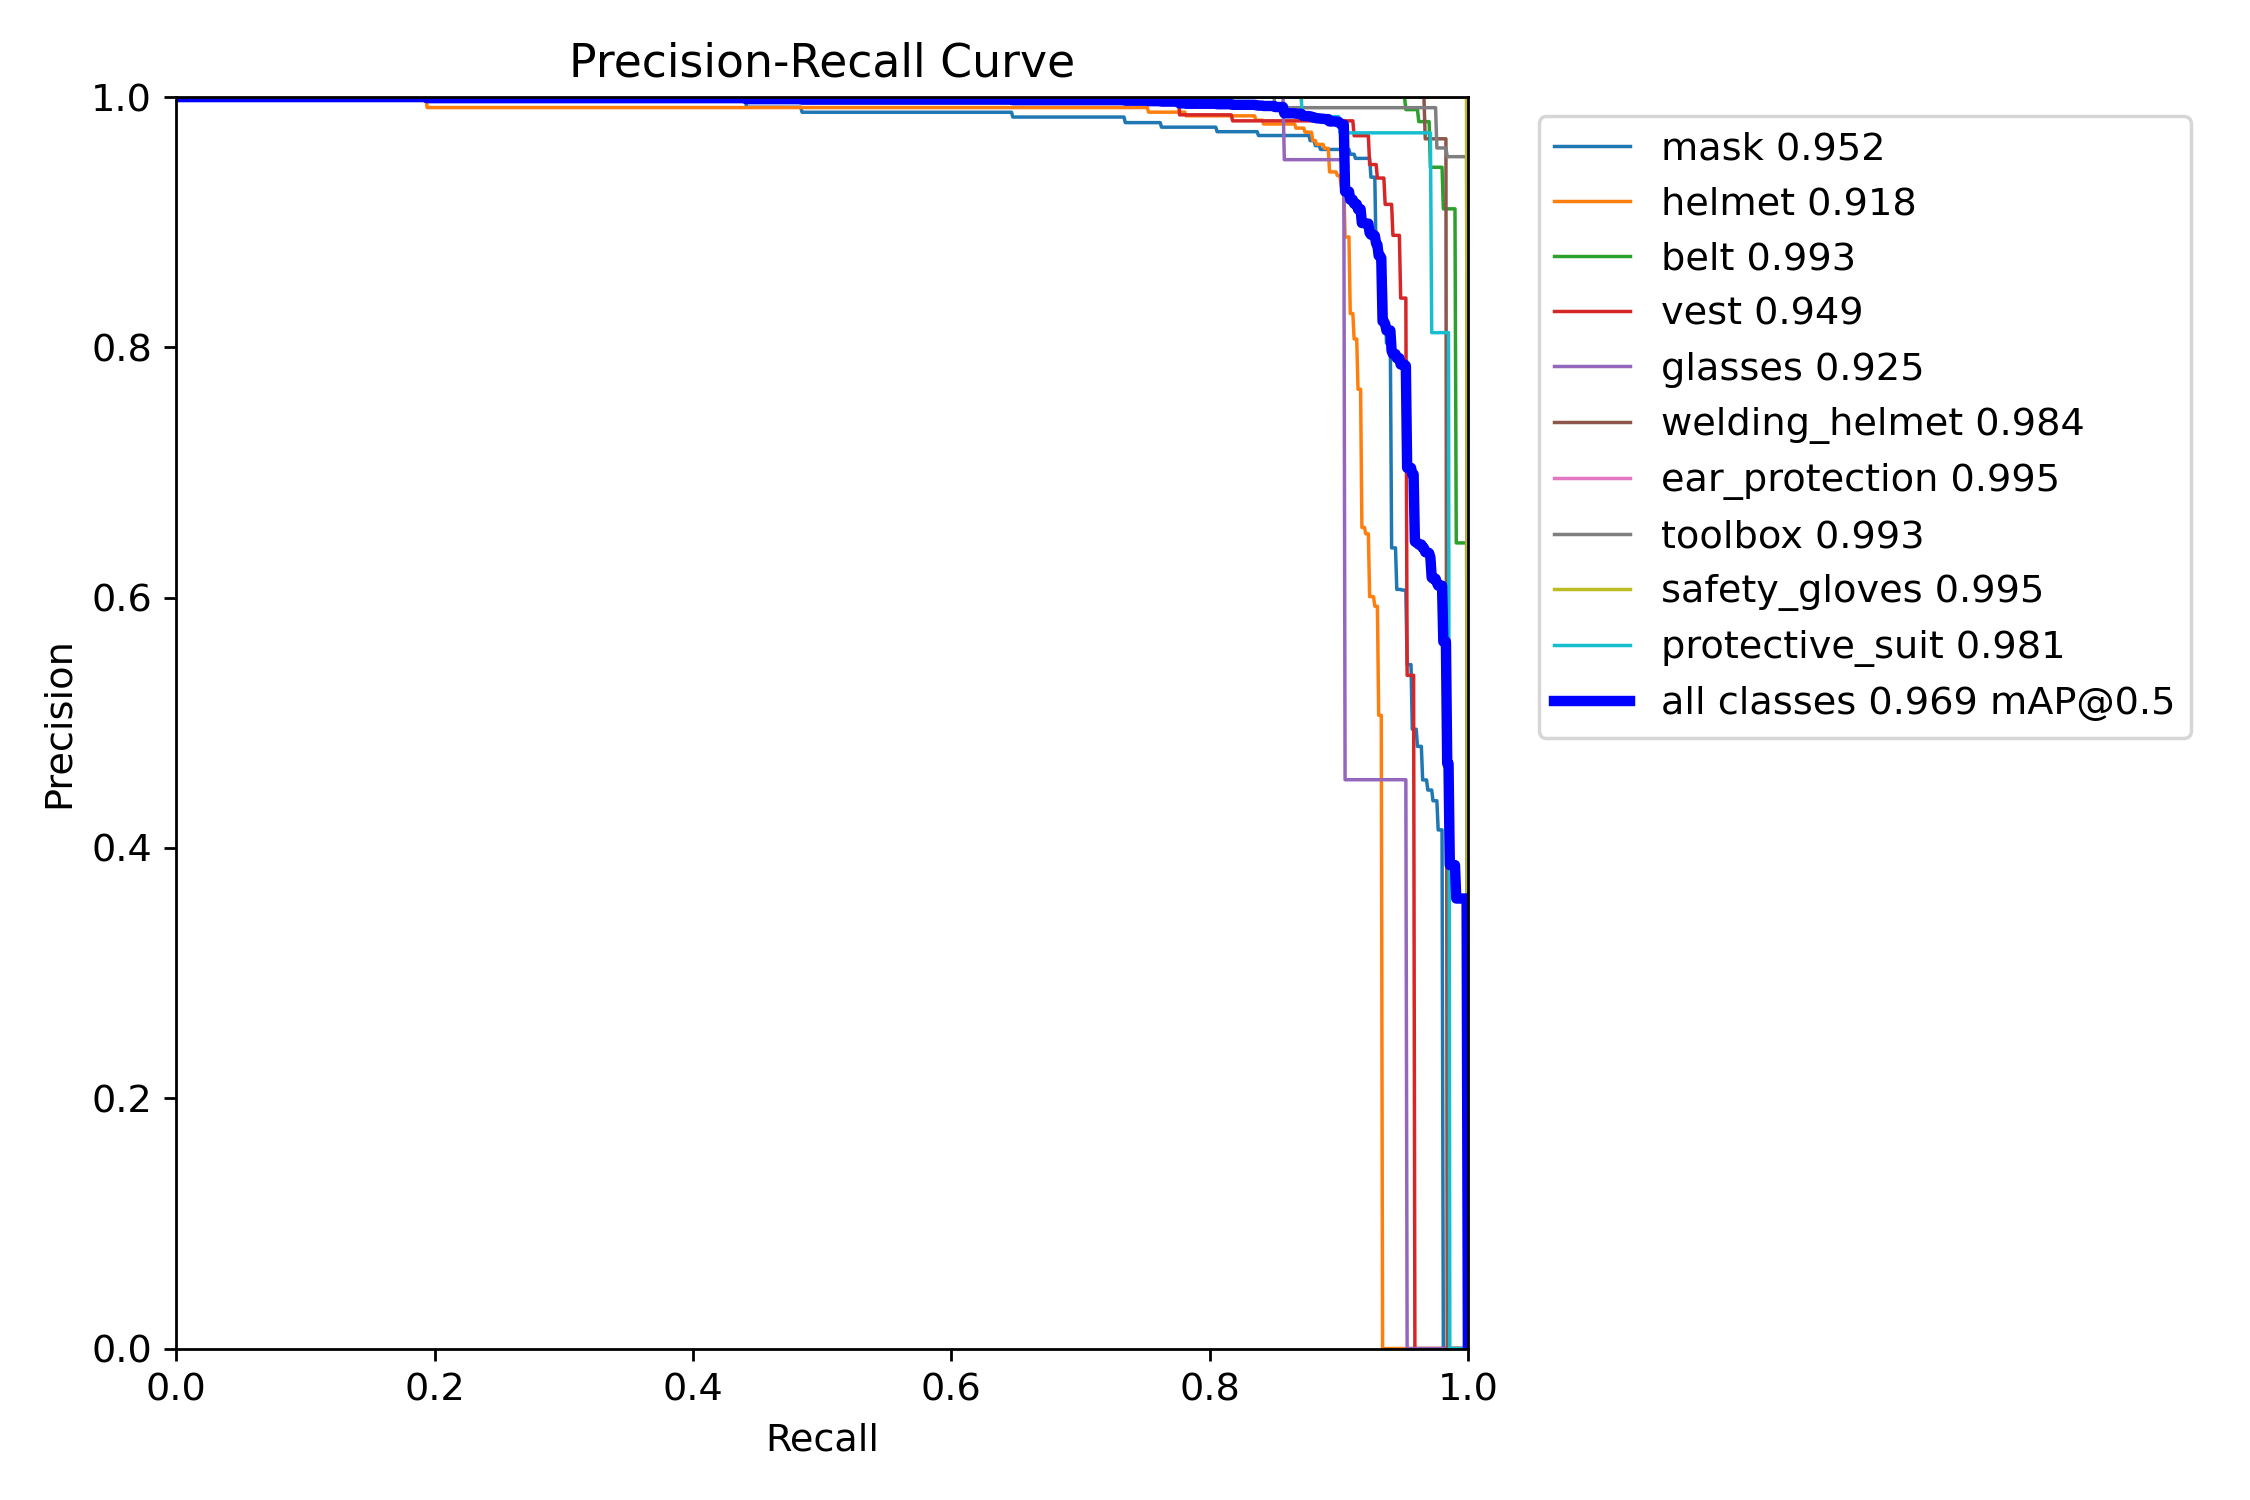 Precision-Recall Curve
1.0
0.8
0.6
0.4
0.2
0.0
Precision
0.0 0.2 0.4 0.6 0.8 1.0
Recall
mask 0.952
helmet 0.918
belt 0.993
vest 0.949
glasses 0.925
welding_helmet 0.984
ear_protection 0.995
toolbox 0.993
safety_gloves 0.995
protective_suit 0.981
all classes 0.969 mAP@0.5